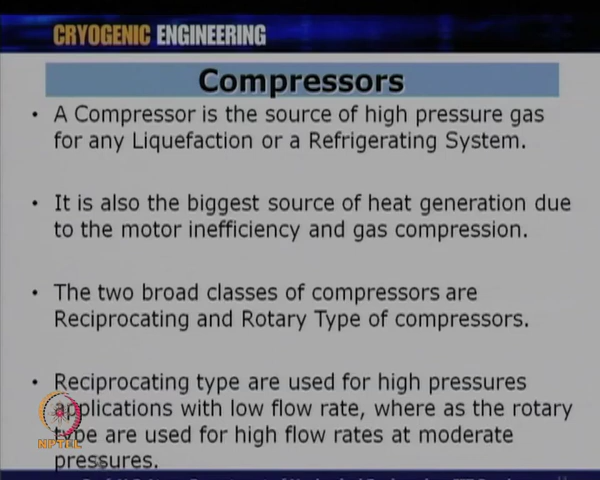 CRYOGENIC ENGINEERING
Compressors
• A Compressor is the source of high pressure gas
for any Liquefaction or a Refrigerating System.
• It is also the biggest source of heat generation due
to the motor inefficiency and gas compression.
• The two broad classes of compressors are
Reciprocating and Rotary Type of compressors.
• Reciprocating type are used for high pressures
applications with low flow rate, where as the rotary
type are used for high flow rates at moderate
pressures.
NPTEL